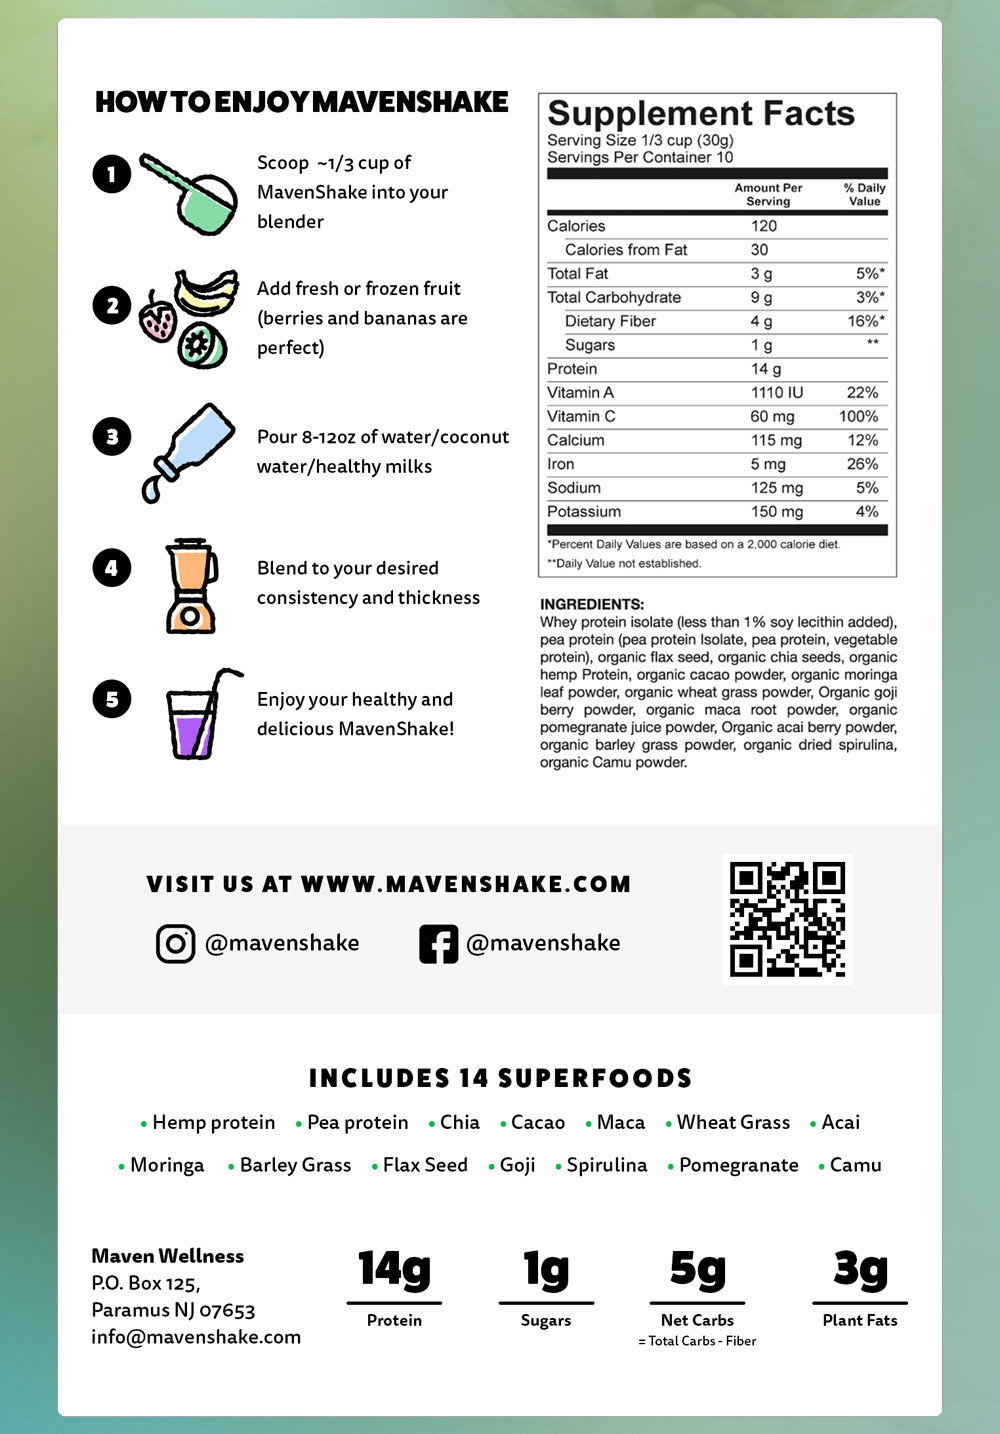 HOW TO ENJOY MAVENSHAKE
1
Scoop ~1/3 cup of
MavenShake into your
blender
2
Add fresh or frozen fruit
(berries and bananas are
perfect)
3
Pour 8-12oz of water/coconut
water/healthy milks
4
Blend to your desired
consistency and thickness
5
Enjoy your healthy and
delicious MavenShake!
Supplement Facts
Serving Size 1/3 cup (30g)
Servings Per Container 10
Amount Per Serving % Daily Value
Calories 120
Calories from Fat 30
Total Fat 3 g 5%*
Total Carbohydrate 9 g 3%*
Dietary Fiber 4 g 16%*
Sugars 1 g **
Protein 14 g
Vitamin A 1110 IU 22%
Vitamin C 60 mg 100%
Calcium 115 mg 12%
Iron 5 mg 26%
Sodium 125 mg 5%
Potassium 150 mg 4%
*Percent Daily Values are based on a 2,000 calorie diet.
**Daily Value not established.
INGREDIENTS:
Whey protein isolate (less than 1% soy lecithin added),
pea protein (pea protein Isolate, pea protein, vegetable
protein), organic flax seed, organic chia seeds, organic
hemp Protein, organic cacao powder, organic moringa
leaf powder, organic wheat grass powder, Organic goji
berry powder, organic maca root powder, organic
pomegranate juice powder, Organic acai berry powder,
organic barley grass powder, organic dried spirulina,
organic Camu powder.
VISIT US AT WWW.MAVENSHAKE.COM
@mavenshake @mavenshake
INCLUDES 14 SUPERFOODS
• Hemp protein • Pea protein • Chia • Cacao • Maca • Wheat Grass • Acai
• Moringa • Barley Grass • Flax Seed • Goji • Spirulina • Pomegranate • Camu
Maven Wellness
P.O. Box 125,
Paramus NJ 07653
info@mavenshake.com
14g
Protein
1g
Sugars
5g
Net Carbs
= Total Carbs - Fiber
3g
Plant Fats